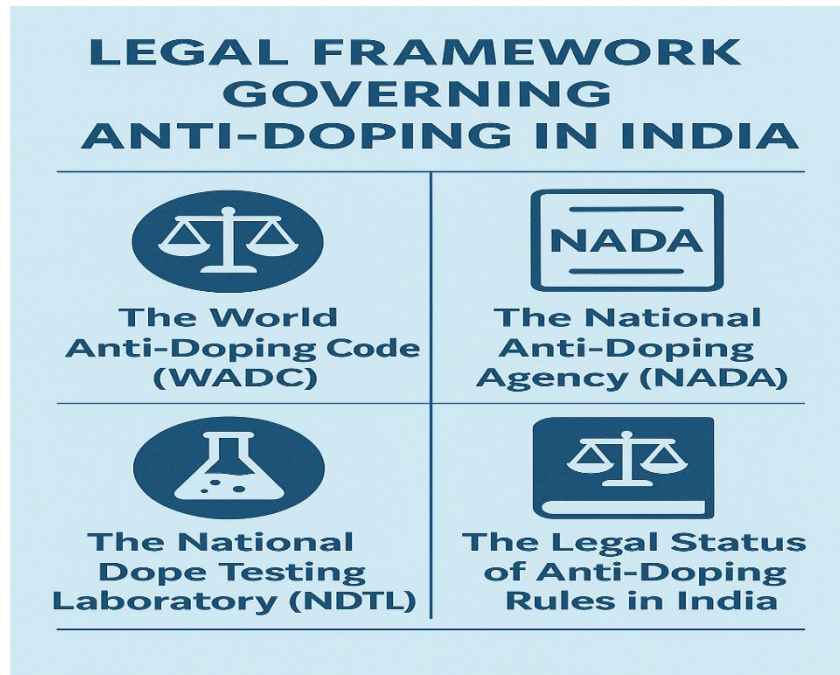 LEGAL FRAMEWORK
GOVERNING
ANTI-DOPING IN INDIA
The World
Anti-Doping Code
(WADC)
NADA
The National
Anti-Doping
Agency (NADA)
The National
Dope Testing
Laboratory (NDTL)
The Legal Status
of Anti-Doping
Rules in India